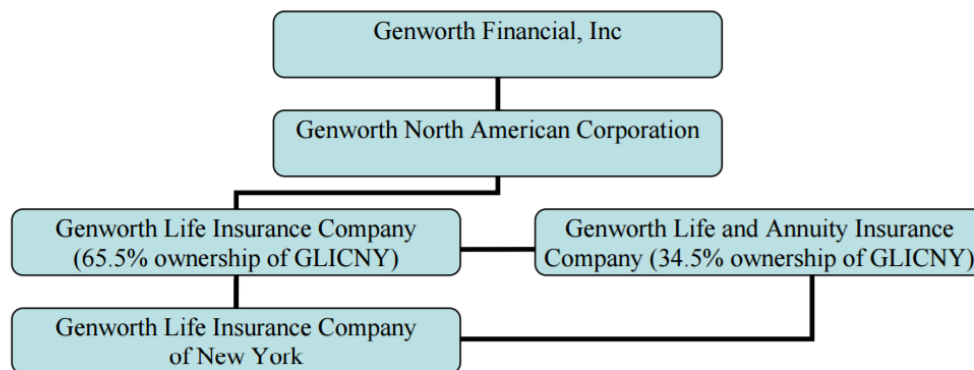 Genworth Financial, Inc
Genworth North American Corporation
Genworth Life Insurance Company
(65.5% ownership of GLICNY)
Genworth Life and Annuity Insurance
Company (34.5% ownership of GLICNY)
Genworth Life Insurance Company
of New York